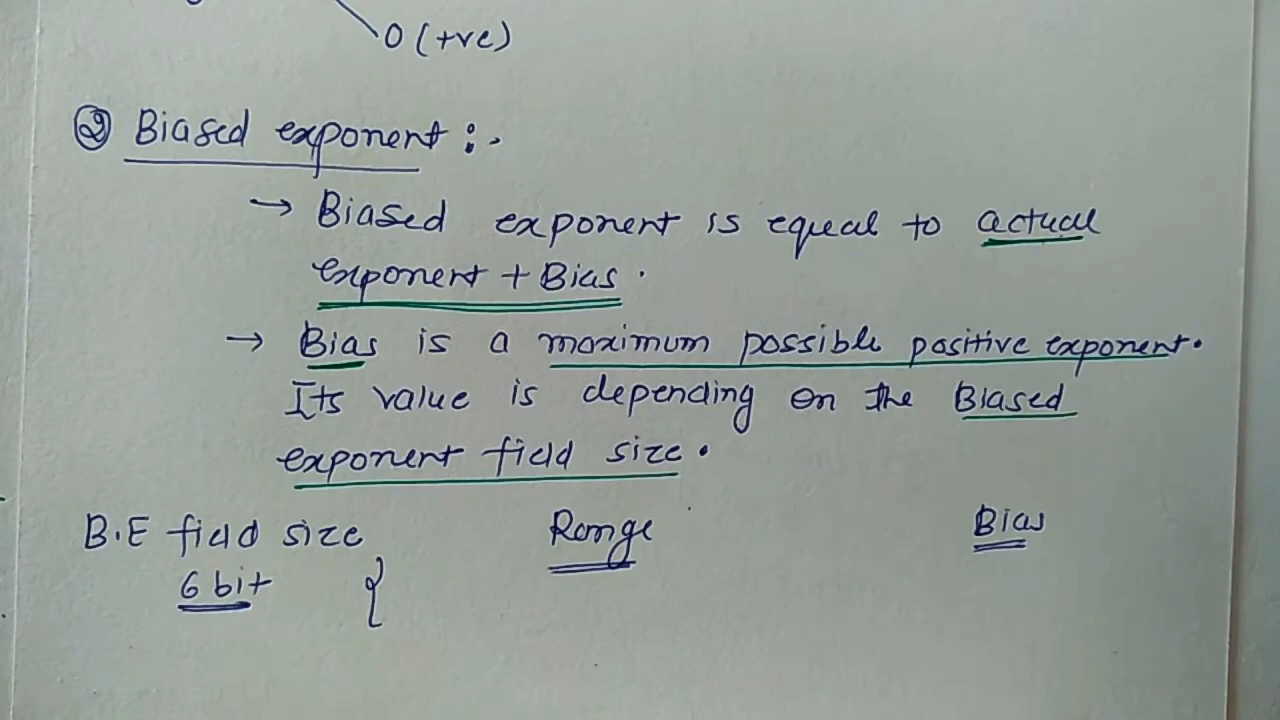 0 (+ve)
② Biased exponent :-
→ Biased exponent is equal to actual
exponent + Bias.
→ Bias is a maximum possible positive exponent.
Its value is depending on the Biased
exponent field size.
B.E field size Range Bias
6 bit {